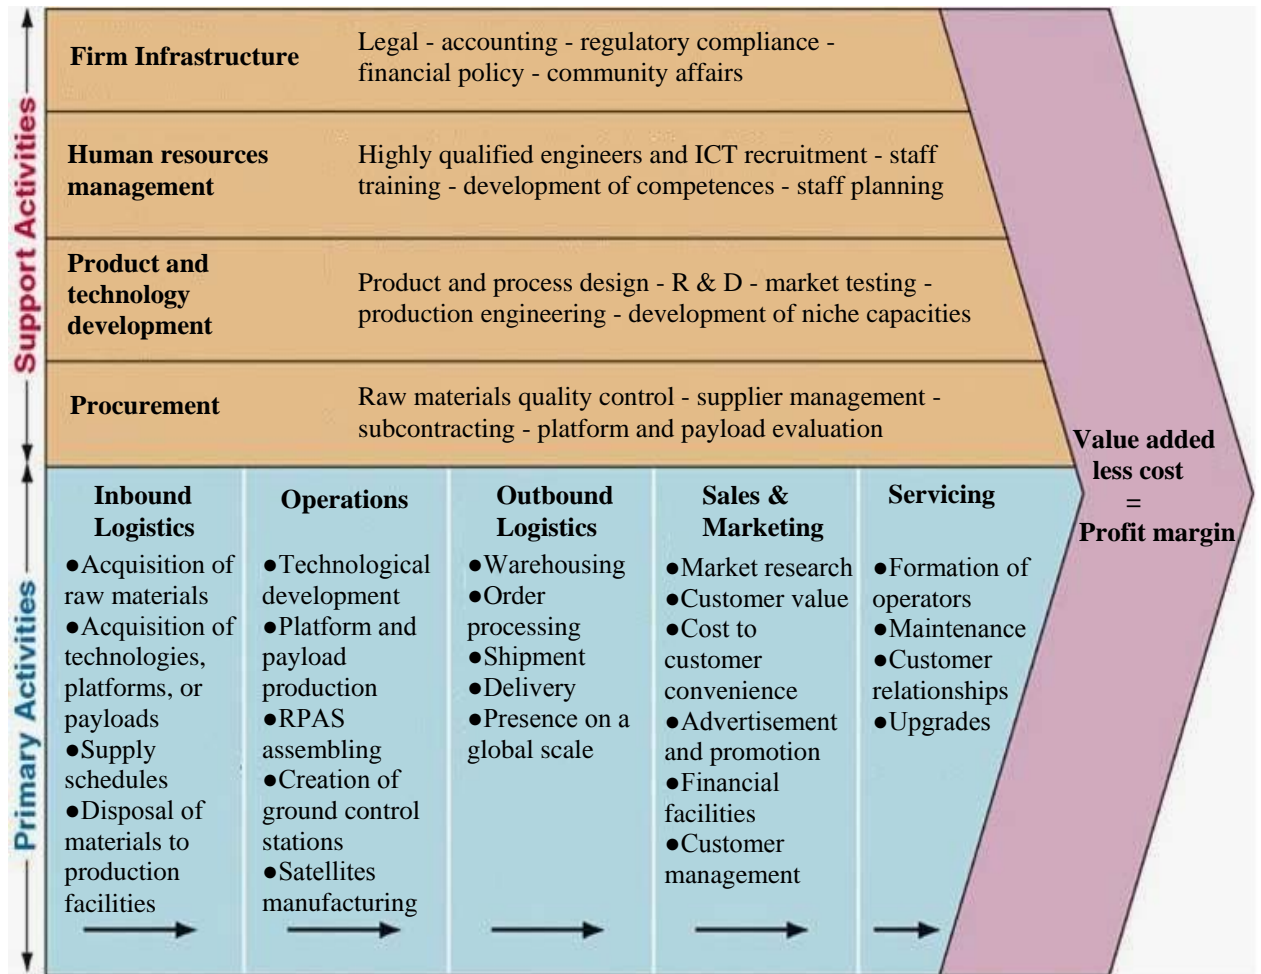 Support Activities
Firm Infrastructure
Legal - accounting - regulatory compliance -
financial policy - community affairs
Human resources
management
Highly qualified engineers and ICT recruitment - staff
training - development of competences - staff planning
Product and
technology
development
Product and process design - R & D - market testing -
production engineering - development of niche capacities
Procurement
Raw materials quality control - supplier management -
subcontracting - platform and payload evaluation
Primary Activities
Inbound
Logistics
●Acquisition of
raw materials
●Acquisition of
technologies,
platforms, or
payloads
●Supply
schedules
●Disposal of
materials to
production
facilities
Operations
●Technological
development
●Platform and
payload
production
●RPAS
assembling
●Creation of
ground control
stations
●Satellites
manufacturing
Outbound
Logistics
●Warehousing
●Order
processing
●Shipment
●Delivery
●Presence on a
global scale
Sales &
Marketing
●Market research
●Customer value
●Cost to
customer
convenience
●Advertisement
and promotion
●Financial
facilities
●Customer
management
Servicing
●Formation of
operators
●Maintenance
●Customer
relationships
●Upgrades
Value added
less cost
=
Profit margin